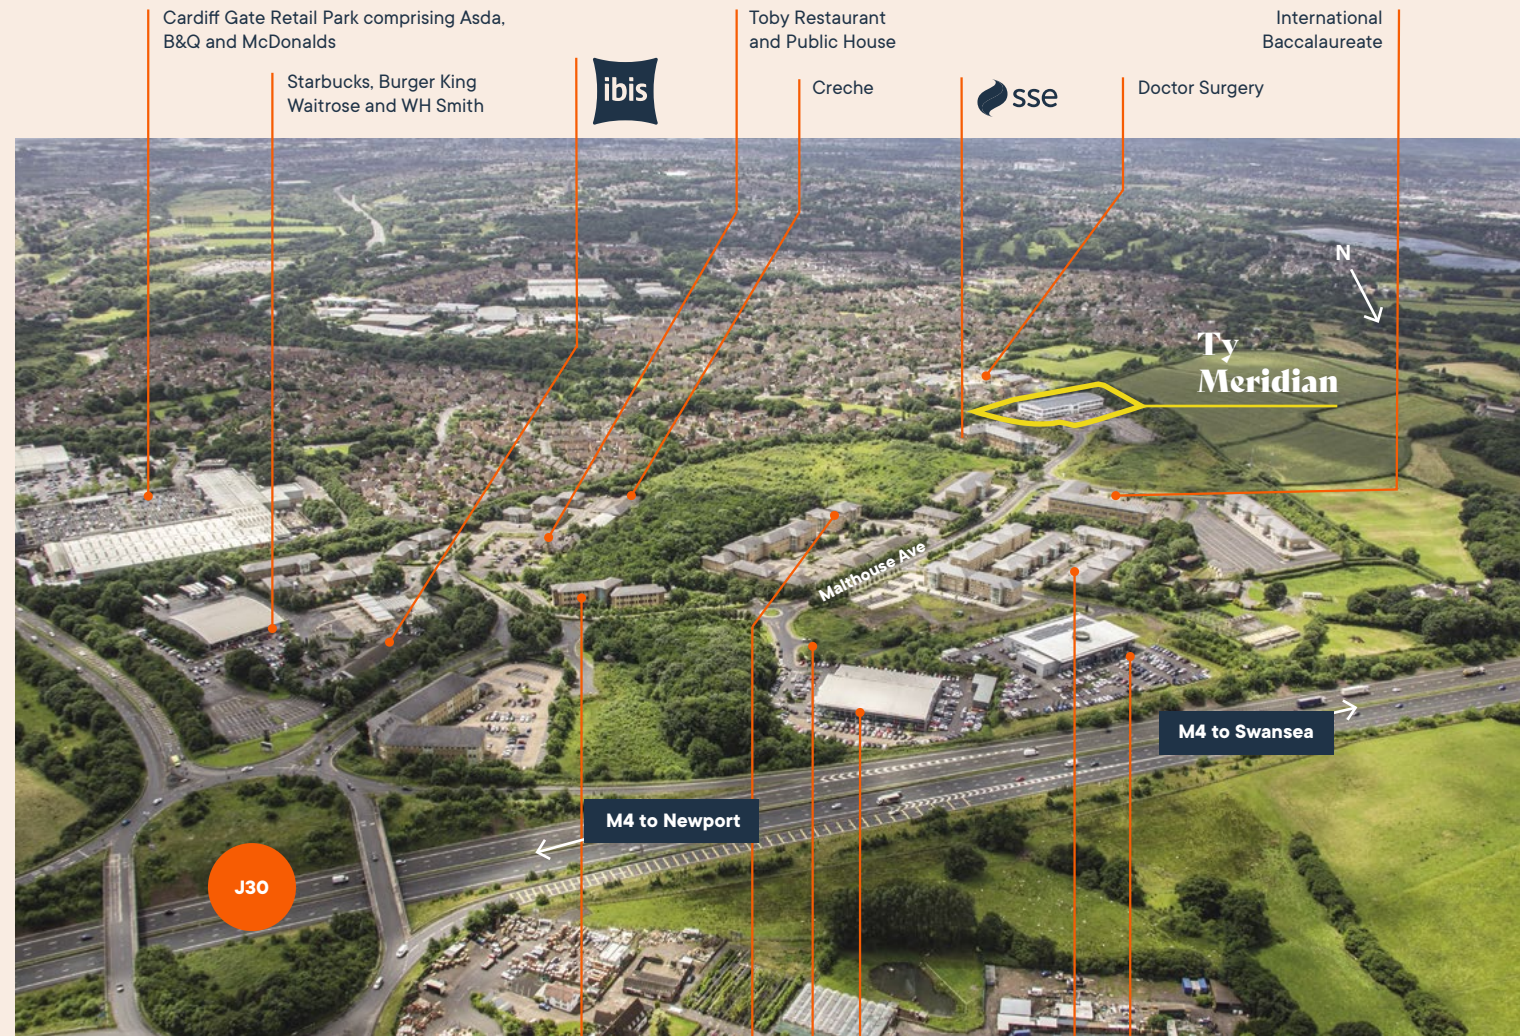 Cardiff Gate Retail Park comprising Asda,
B&Q and McDonalds
Starbucks, Burger King
Waitrose and WH Smith
ibis
Toby Restaurant
and Public House
Creche
sse
Doctor Surgery
International
Baccalaureate
N
Ty
Meridian
Malthouse Ave
M4 to Swansea
M4 to Newport
J30